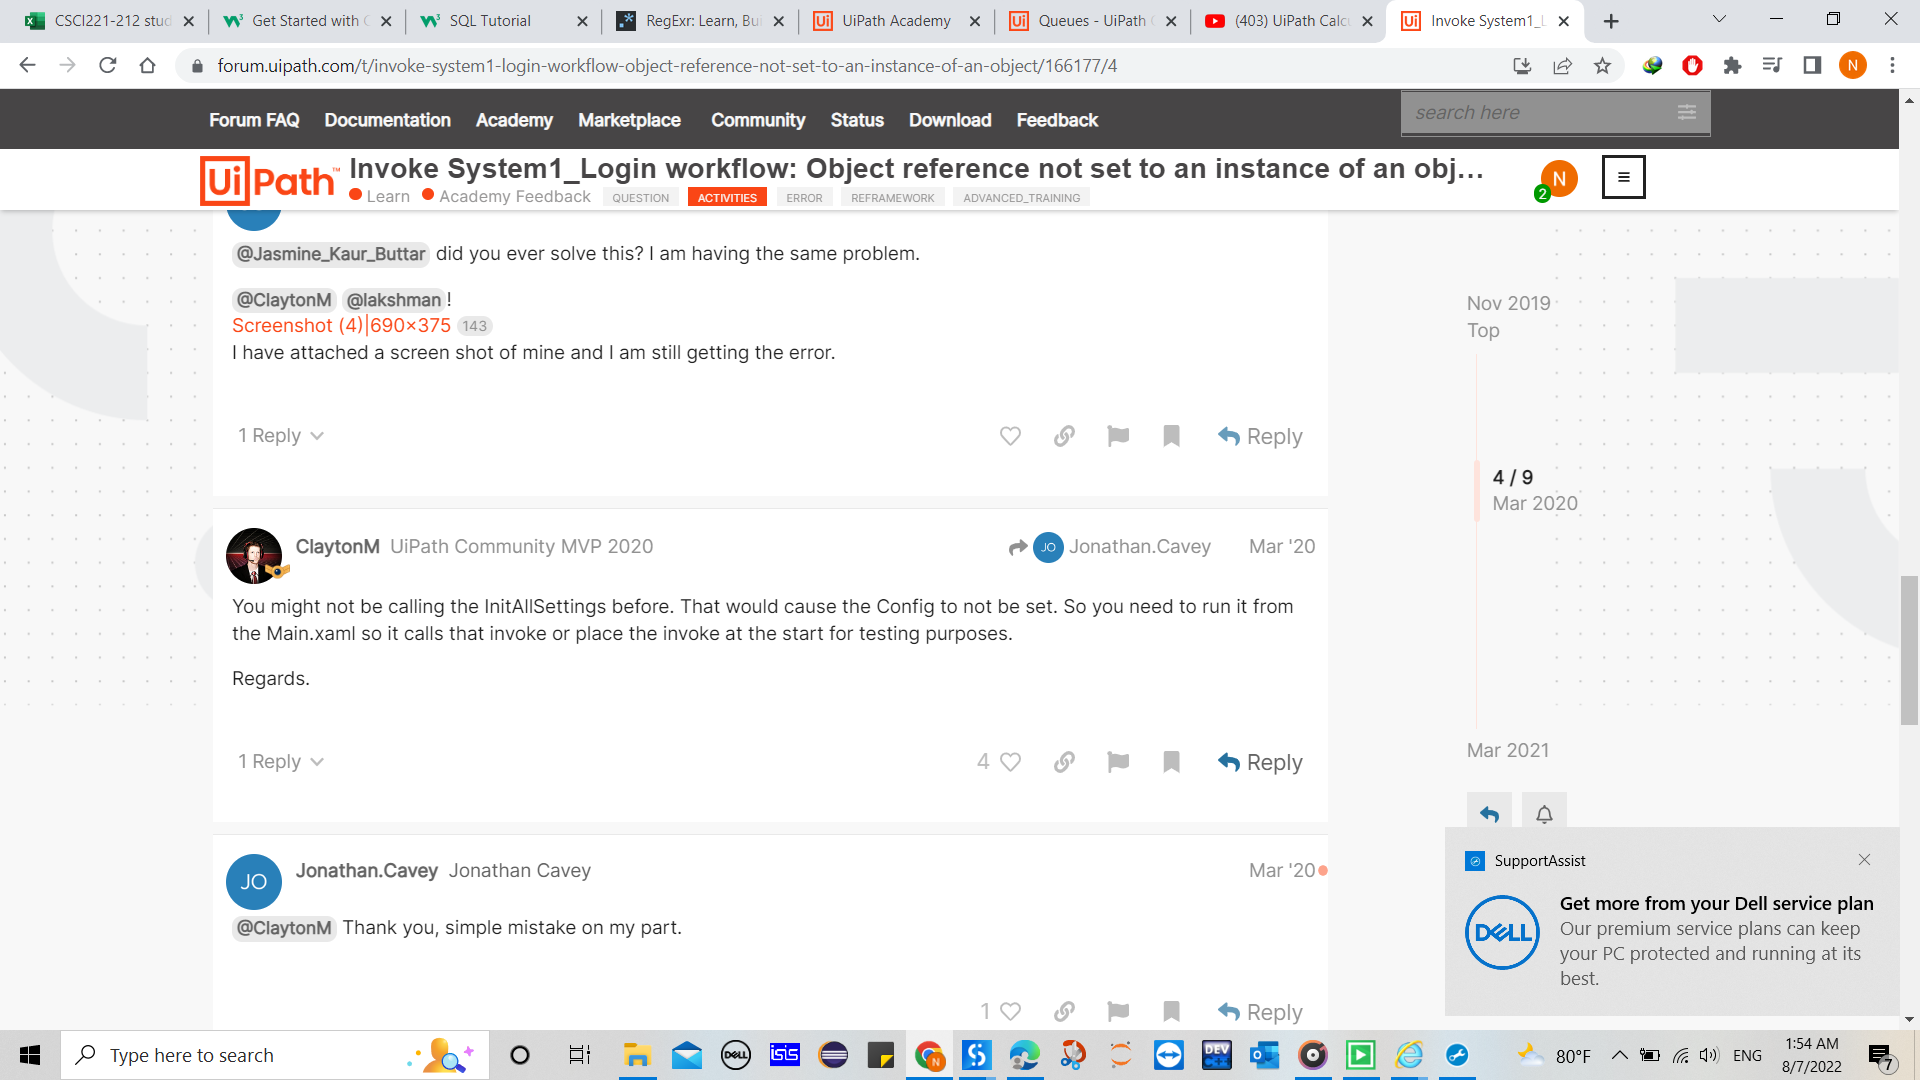 CSCI221-212 stud
Get Started with
SQL Tutorial
RegExr: Learn, Bui
UiPath Academy
Queues - UiPath
(403) UiPath Calcu
Invoke System1_L
forum.uipath.com/t/invoke-system1-login-workflow-object-reference-not-set-to-an-instance-of-an-object/166177/4
N
Forum FAQ Documentation Academy Marketplace Community Status Download Feedback
search here
UiPath™
Invoke System1_Login workflow: Object reference not set to an instance of an obj...
Learn Academy Feedback QUESTION ACTIVITIES ERROR REFRAMEWORK ADVANCED_TRAINING
N
2
@Jasmine_Kaur_Buttar did you ever solve this? I am having the same problem.
@ClaytonM @lakshman!
Screenshot (4)|690×375 143
I have attached a screen shot of mine and I am still getting the error.
1 Reply
Reply
Nov 2019
Top
4 / 9
Mar 2020
Mar 2021
ClaytonM UiPath Community MVP 2020
JO Jonathan.Cavey Mar '20
You might not be calling the InitAllSettings before. That would cause the Config to not be set. So you need to run it from
the Main.xaml so it calls that invoke or place the invoke at the start for testing purposes.
Regards.
1 Reply
4
Reply
JO
Jonathan.Cavey Jonathan Cavey
Mar '20
@ClaytonM Thank you, simple mistake on my part.
1
Reply
SupportAssist
DELL
Get more from your Dell service plan
Our premium service plans can keep
your PC protected and running at its
best.
Type here to search
DELL
isis
DEV
C++
80°F
ENG
1:54 AM
8/7/2022
7